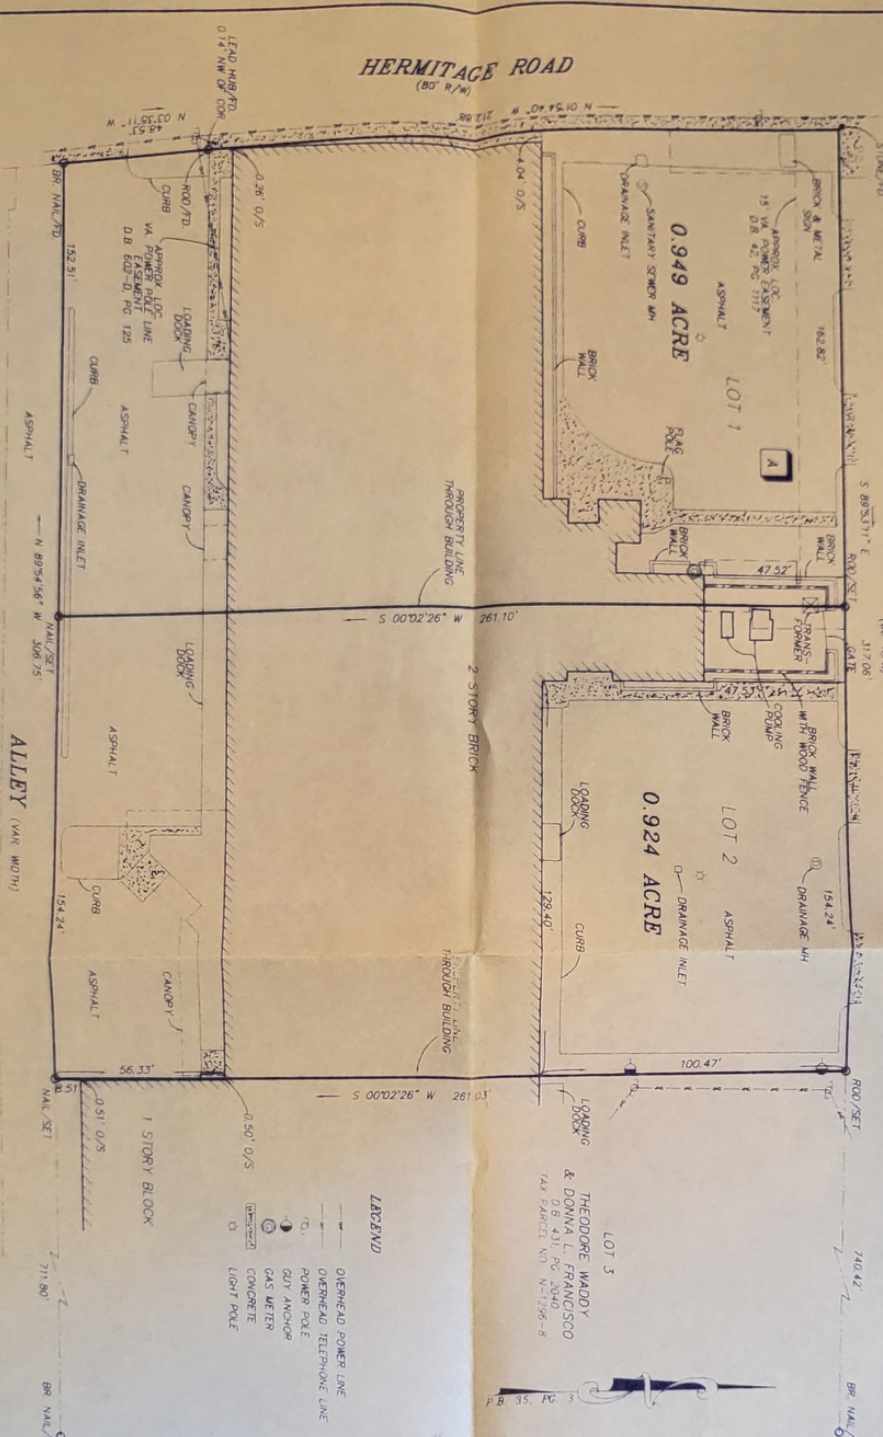 HERMITAGE ROAD
(80' R/W)
N 01°54'40" W 212.88'
N 03°35'11" W
48.53'
LEAD HUB/FD.
0.14' NW OF COR.
BR. NAIL/FD.
CURB
ROD/FD.
0.26' O/S
4.04' O/S
CURB
DRAINAGE INLET
SANITARY SEWER MH
0.949 ACRE
ASPHALT
LOT 1
APPROX. LOC.
15' VA. POWER EASEMENT
D.B. 42, PG. 1117
BRICK & METAL
SIGN
162.82'
S 89°53'11" E
317.06'
152.51'
APPROX. LOC.
VA. POWER POLE LINE
EASEMENT
D.B. 602-D, PG. 125
LOADING
DOCK
CURB
ASPHALT
CANOPY
CANOPY
DRAINAGE INLET
ASPHALT
N 89°54'56" W 306.75'
NAIL/SET
BRICK
WALL
FLAG
POLE
A
PROPERTY LINE
THROUGH BUILDING
BRICK
WALL
47.52'
BRICK
WALL
ROD/SET
S 00°02'26" W 261.10'
TRANS-
FORMER
GATE
COOLING
PUMP
BRICK WALL
WITH WOOD FENCE
BRICK
WALL
LOADING
DOCK
2 STORY BRICK
ASPHALT
LOADING
DOCK
0.924 ACRE
LOT 2
ASPHALT
DRAINAGE INLET
DRAINAGE MH
154.24'
129.40'
CURB
ALLEY (VAR. WIDTH)
CURB
154.24'
ASPHALT
CANOPY
PROPERTY LINE
THROUGH BUILDING
100.47'
56.33'
S 00°02'26" W 261.03'
ROD/SET
NAIL/SET
0.51' O/S
0.50' O/S
1 STORY BLOCK
LOADING
DOCK
LOT 3
THEODORE WADDY
& DONNA L. FRANCISCO
D.B. 431, PG. 2040
TAX PARCEL NO. N-1296-8
LEGEND
OVERHEAD POWER LINE
OVERHEAD TELEPHONE LINE
POWER POLE
GUY ANCHOR
GAS METER
CONCRETE
LIGHT POLE
740.42'
711.80'
BR. NAIL/
BR. NAIL/
P.B. 35, PG. 3